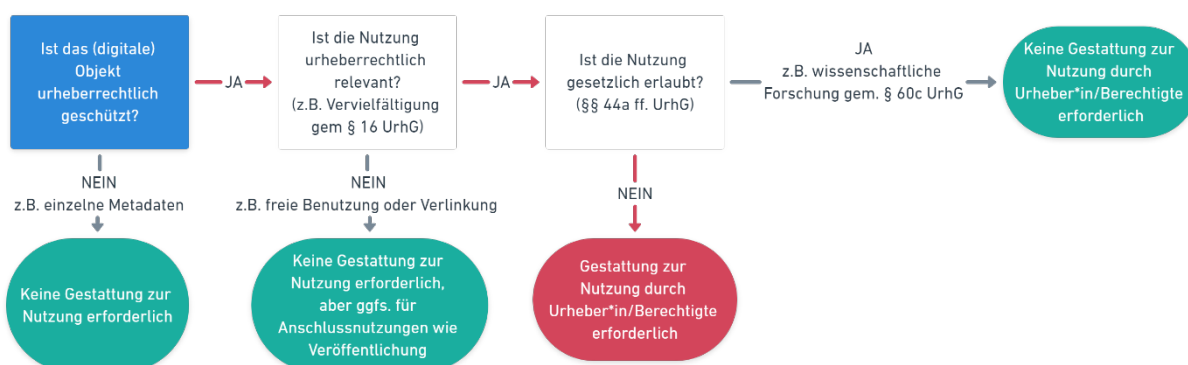 Ist das (digitale)
Objekt
urheberrechtlich
geschützt?
JA
Ist die Nutzung
urheberrechtlich
relevant?
(z.B. Vervielfältigung
gem § 16 UrhG)
JA
Ist die Nutzung
gesetzlich erlaubt?
(§§ 44a ff. UrhG)
JA
z.B. wissenschaftliche
Forschung gem. § 60c UrhG
Keine Gestattung zur
Nutzung durch
Urheber*in/Berechtigte
erforderlich
NEIN
z.B. einzelne Metadaten
NEIN
z.B. freie Benutzung oder Verlinkung
NEIN
Keine Gestattung zur
Nutzung erforderlich
Keine Gestattung zur
Nutzung erforderlich,
aber ggfs. für
Anschlussnutzungen wie
Veröffentlichung
Gestattung zur
Nutzung durch
Urheber*in/Berechtigte
erforderlich